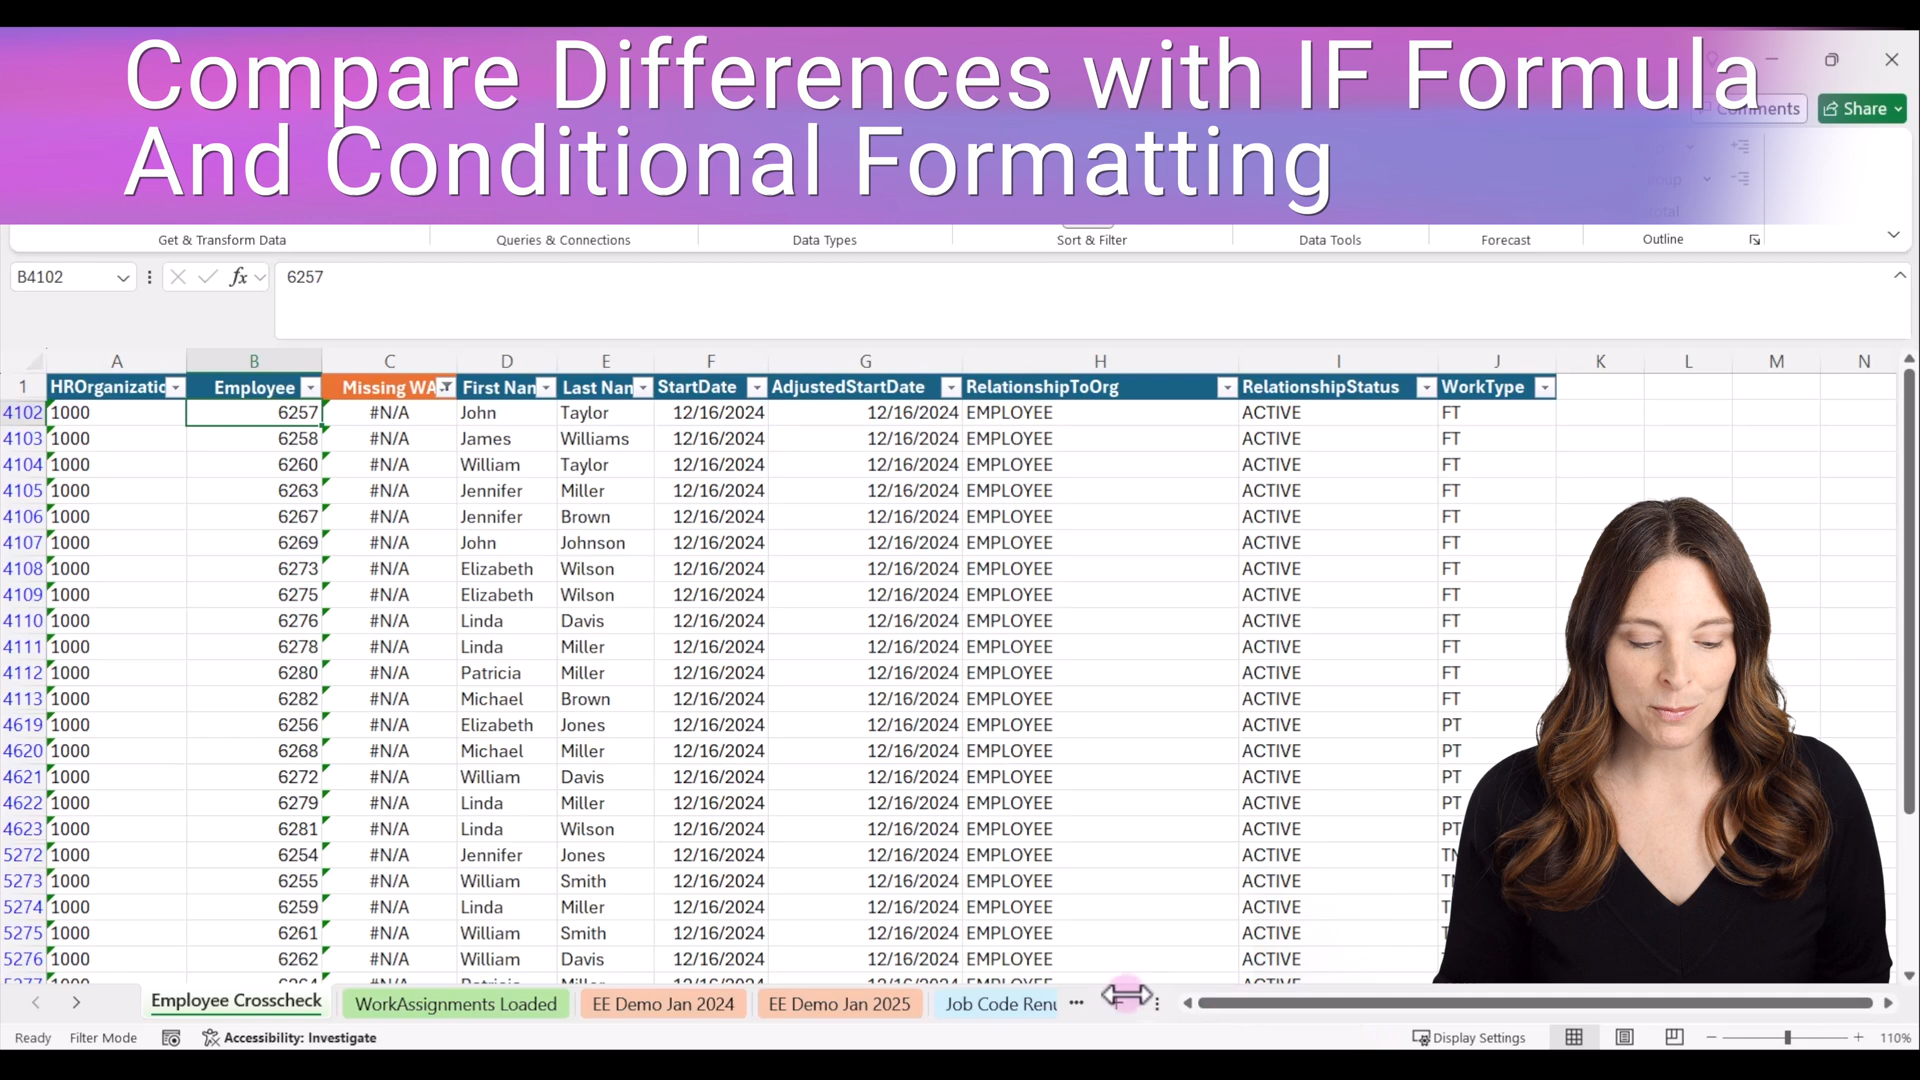 Compare Differences with IF Formula
And Conditional Formatting
Comments
Share
Get & Transform Data Queries & Connections Data Types Sort & Filter Data Tools Forecast Outline
B4102 fx 6257
A B C D E F G H I J K L M N
1 HROrganizatio Employee Missing WA First Nan Last Nan StartDate AdjustedStartDate RelationshipToOrg RelationshipStatus WorkType
4102 1000 6257 #N/A John Taylor 12/16/2024 12/16/2024 EMPLOYEE ACTIVE FT
4103 1000 6258 #N/A James Williams 12/16/2024 12/16/2024 EMPLOYEE ACTIVE FT
4104 1000 6260 #N/A William Taylor 12/16/2024 12/16/2024 EMPLOYEE ACTIVE FT
4105 1000 6263 #N/A Jennifer Miller 12/16/2024 12/16/2024 EMPLOYEE ACTIVE FT
4106 1000 6267 #N/A Jennifer Brown 12/16/2024 12/16/2024 EMPLOYEE ACTIVE FT
4107 1000 6269 #N/A John Johnson 12/16/2024 12/16/2024 EMPLOYEE ACTIVE FT
4108 1000 6273 #N/A Elizabeth Wilson 12/16/2024 12/16/2024 EMPLOYEE ACTIVE FT
4109 1000 6275 #N/A Elizabeth Wilson 12/16/2024 12/16/2024 EMPLOYEE ACTIVE FT
4110 1000 6276 #N/A Linda Davis 12/16/2024 12/16/2024 EMPLOYEE ACTIVE FT
4111 1000 6278 #N/A Linda Miller 12/16/2024 12/16/2024 EMPLOYEE ACTIVE FT
4112 1000 6280 #N/A Patricia Miller 12/16/2024 12/16/2024 EMPLOYEE ACTIVE FT
4113 1000 6282 #N/A Michael Brown 12/16/2024 12/16/2024 EMPLOYEE ACTIVE FT
4619 1000 6256 #N/A Elizabeth Jones 12/16/2024 12/16/2024 EMPLOYEE ACTIVE PT
4620 1000 6268 #N/A Michael Miller 12/16/2024 12/16/2024 EMPLOYEE ACTIVE PT
4621 1000 6272 #N/A William Davis 12/16/2024 12/16/2024 EMPLOYEE ACTIVE PT
4622 1000 6279 #N/A Linda Miller 12/16/2024 12/16/2024 EMPLOYEE ACTIVE PT
4623 1000 6281 #N/A Linda Wilson 12/16/2024 12/16/2024 EMPLOYEE ACTIVE PT
5272 1000 6254 #N/A Jennifer Jones 12/16/2024 12/16/2024 EMPLOYEE ACTIVE
5273 1000 6255 #N/A William Smith 12/16/2024 12/16/2024 EMPLOYEE ACTIVE
5274 1000 6259 #N/A Linda Miller 12/16/2024 12/16/2024 EMPLOYEE ACTIVE
5275 1000 6261 #N/A William Smith 12/16/2024 12/16/2024 EMPLOYEE ACTIVE
5276 1000 6262 #N/A William Davis 12/16/2024 12/16/2024 EMPLOYEE ACTIVE
Employee Crosscheck WorkAssignments Loaded EE Demo Jan 2024 EE Demo Jan 2025 Job Code Renu
Ready Filter Mode Accessibility: Investigate Display Settings 110%